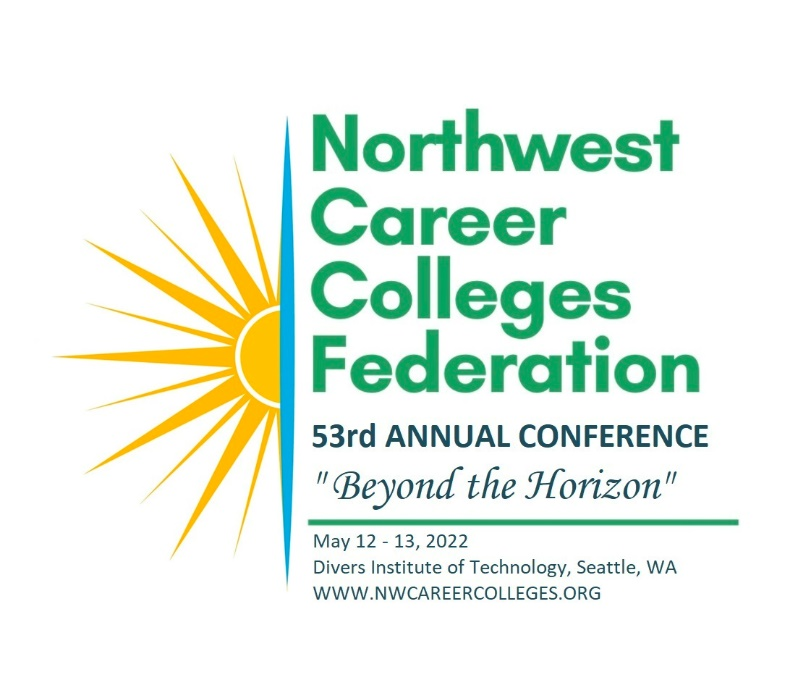 Northwest
Career
Colleges
Federation
53rd ANNUAL CONFERENCE
"Beyond the Horizon"
May 12 - 13, 2022
Divers Institute of Technology, Seattle, WA
WWW.NWCAREERCOLLEGES.ORG